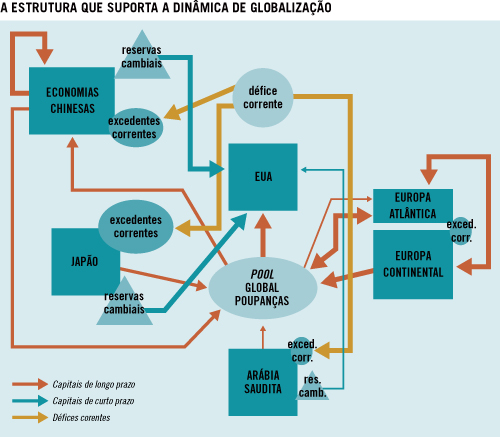 A ESTRUTURA QUE SUPORTA A DINÂMICA DE GLOBALIZAÇÃO
reservas
cambiais
ECONOMIAS
CHINESAS
excedentes
correntes
défice
corrente
EUA
EUROPA
ATLÂNTICA
exced.
corr.
EUROPA
CONTINENTAL
excedentes
correntes
JAPÃO
reservas
cambiais
POOL
GLOBAL
POUPANÇAS
exced.
corr.
ARÁBIA
SAUDITA
res.
camb.
Capitais de longo prazo
Capitais de curto prazo
Défices corentes